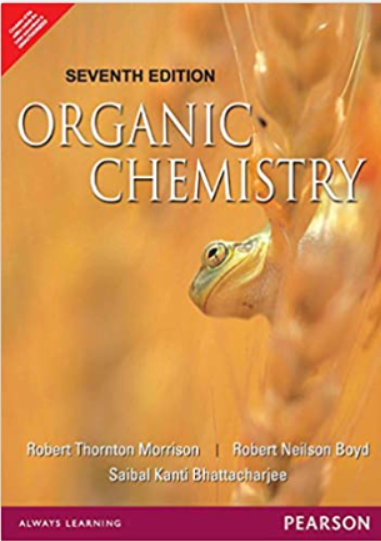 SEVENTH EDITION
ORGANIC
CHEMISTRY
Robert Thornton Morrison | Robert Neilson Boyd
Saibal Kanti Bhattacharjee
ALWAYS LEARNING
PEARSON